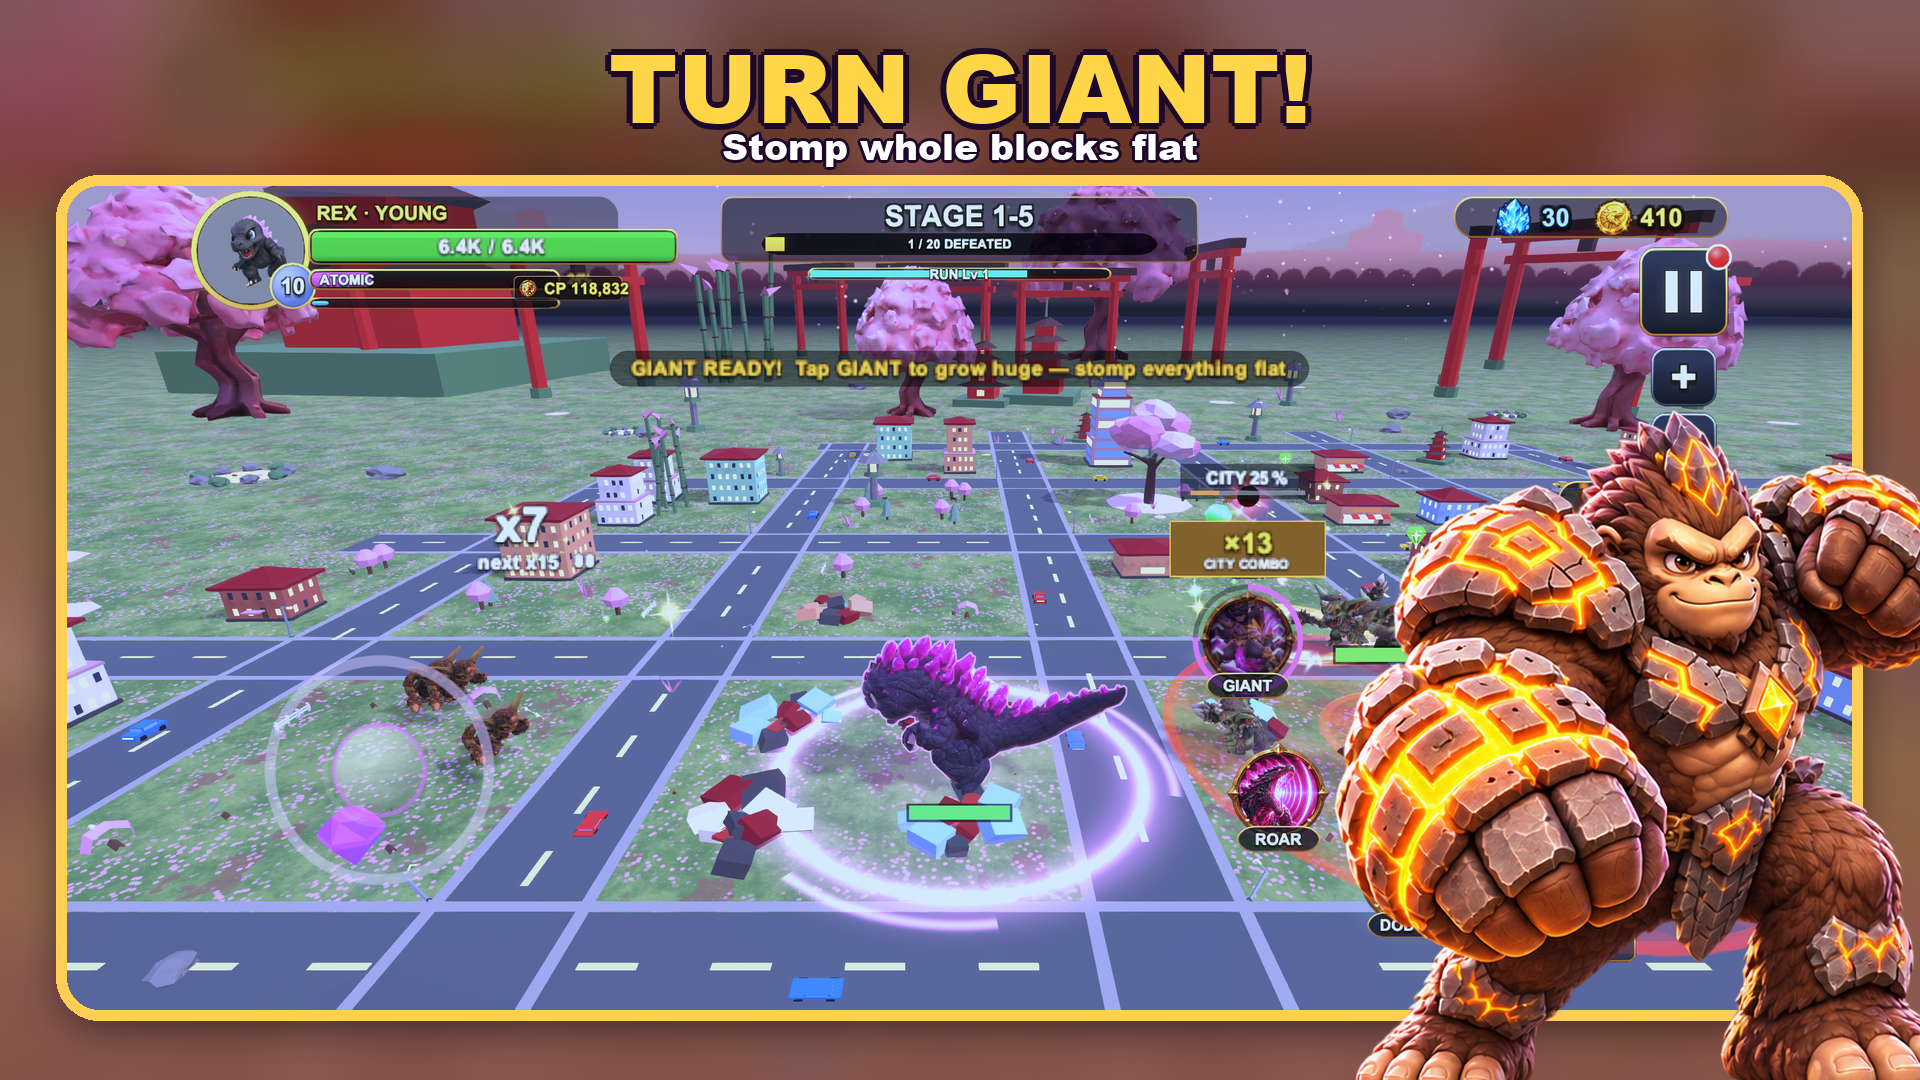 TURN GIANT!
Stomp whole blocks flat
REX · YOUNG
6.4K / 6.4K
10
ATOMIC
CP 118,832
STAGE 1-5
1 / 20 DEFEATED
RUN Lv 1
30
410
GIANT READY! Tap GIANT to grow huge — stomp everything flat
CITY 25 %
x7
next x15
×13
CITY COMBO
GIANT
ROAR